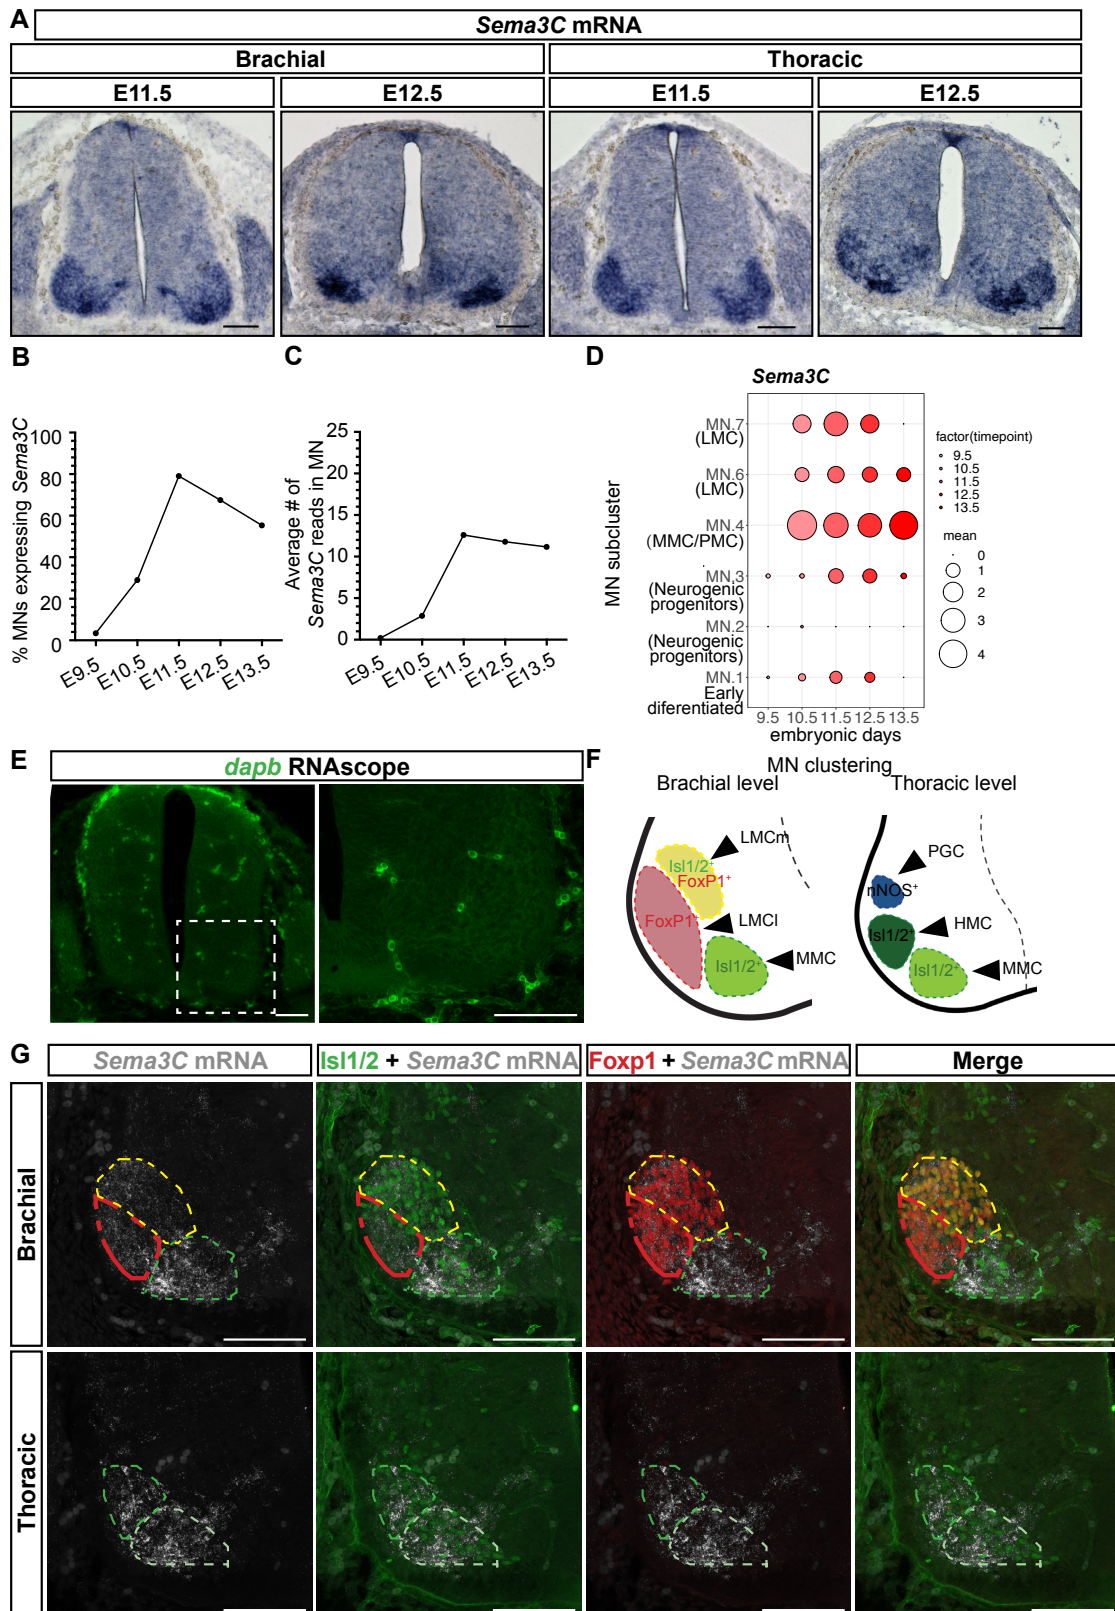 A
Sema3C mRNA
Brachial
Thoracic
E11.5
E12.5
E11.5
E12.5
B
% MNs expressing Sema3C
100
80
60
40
20
0
E9.5
E10.5
E11.5
E12.5
E13.5
C
Average # of
Sema3C reads in MN
25
20
15
10
5
0
E9.5
E10.5
E11.5
E12.5
E13.5
D
Sema3C
MN subcluster
MN.7
(LMC)
MN.6
(LMC)
MN.4
(MMC/PMC)
MN.3
(Neurogenic
progenitors)
MN.2
(Neurogenic
progenitors)
MN.1
Early
diferentiated
9.5 10.5 11.5 12.5 13.5
embryonic days
factor(timepoint)
9.5
10.5
11.5
12.5
13.5
mean
0
1
2
3
4
E
dapb RNAscope
F
MN clustering
Brachial level
Thoracic level
LMCm
Isl1/2+
FoxP1+
FoxP1+
LMCl
Isl1/2+
MMC
PGC
nNOS+
Isl1/2+
HMC
Isl1/2+
MMC
G
Sema3C mRNA
Isl1/2 + Sema3C mRNA
Foxp1 + Sema3C mRNA
Merge
Brachial
Thoracic